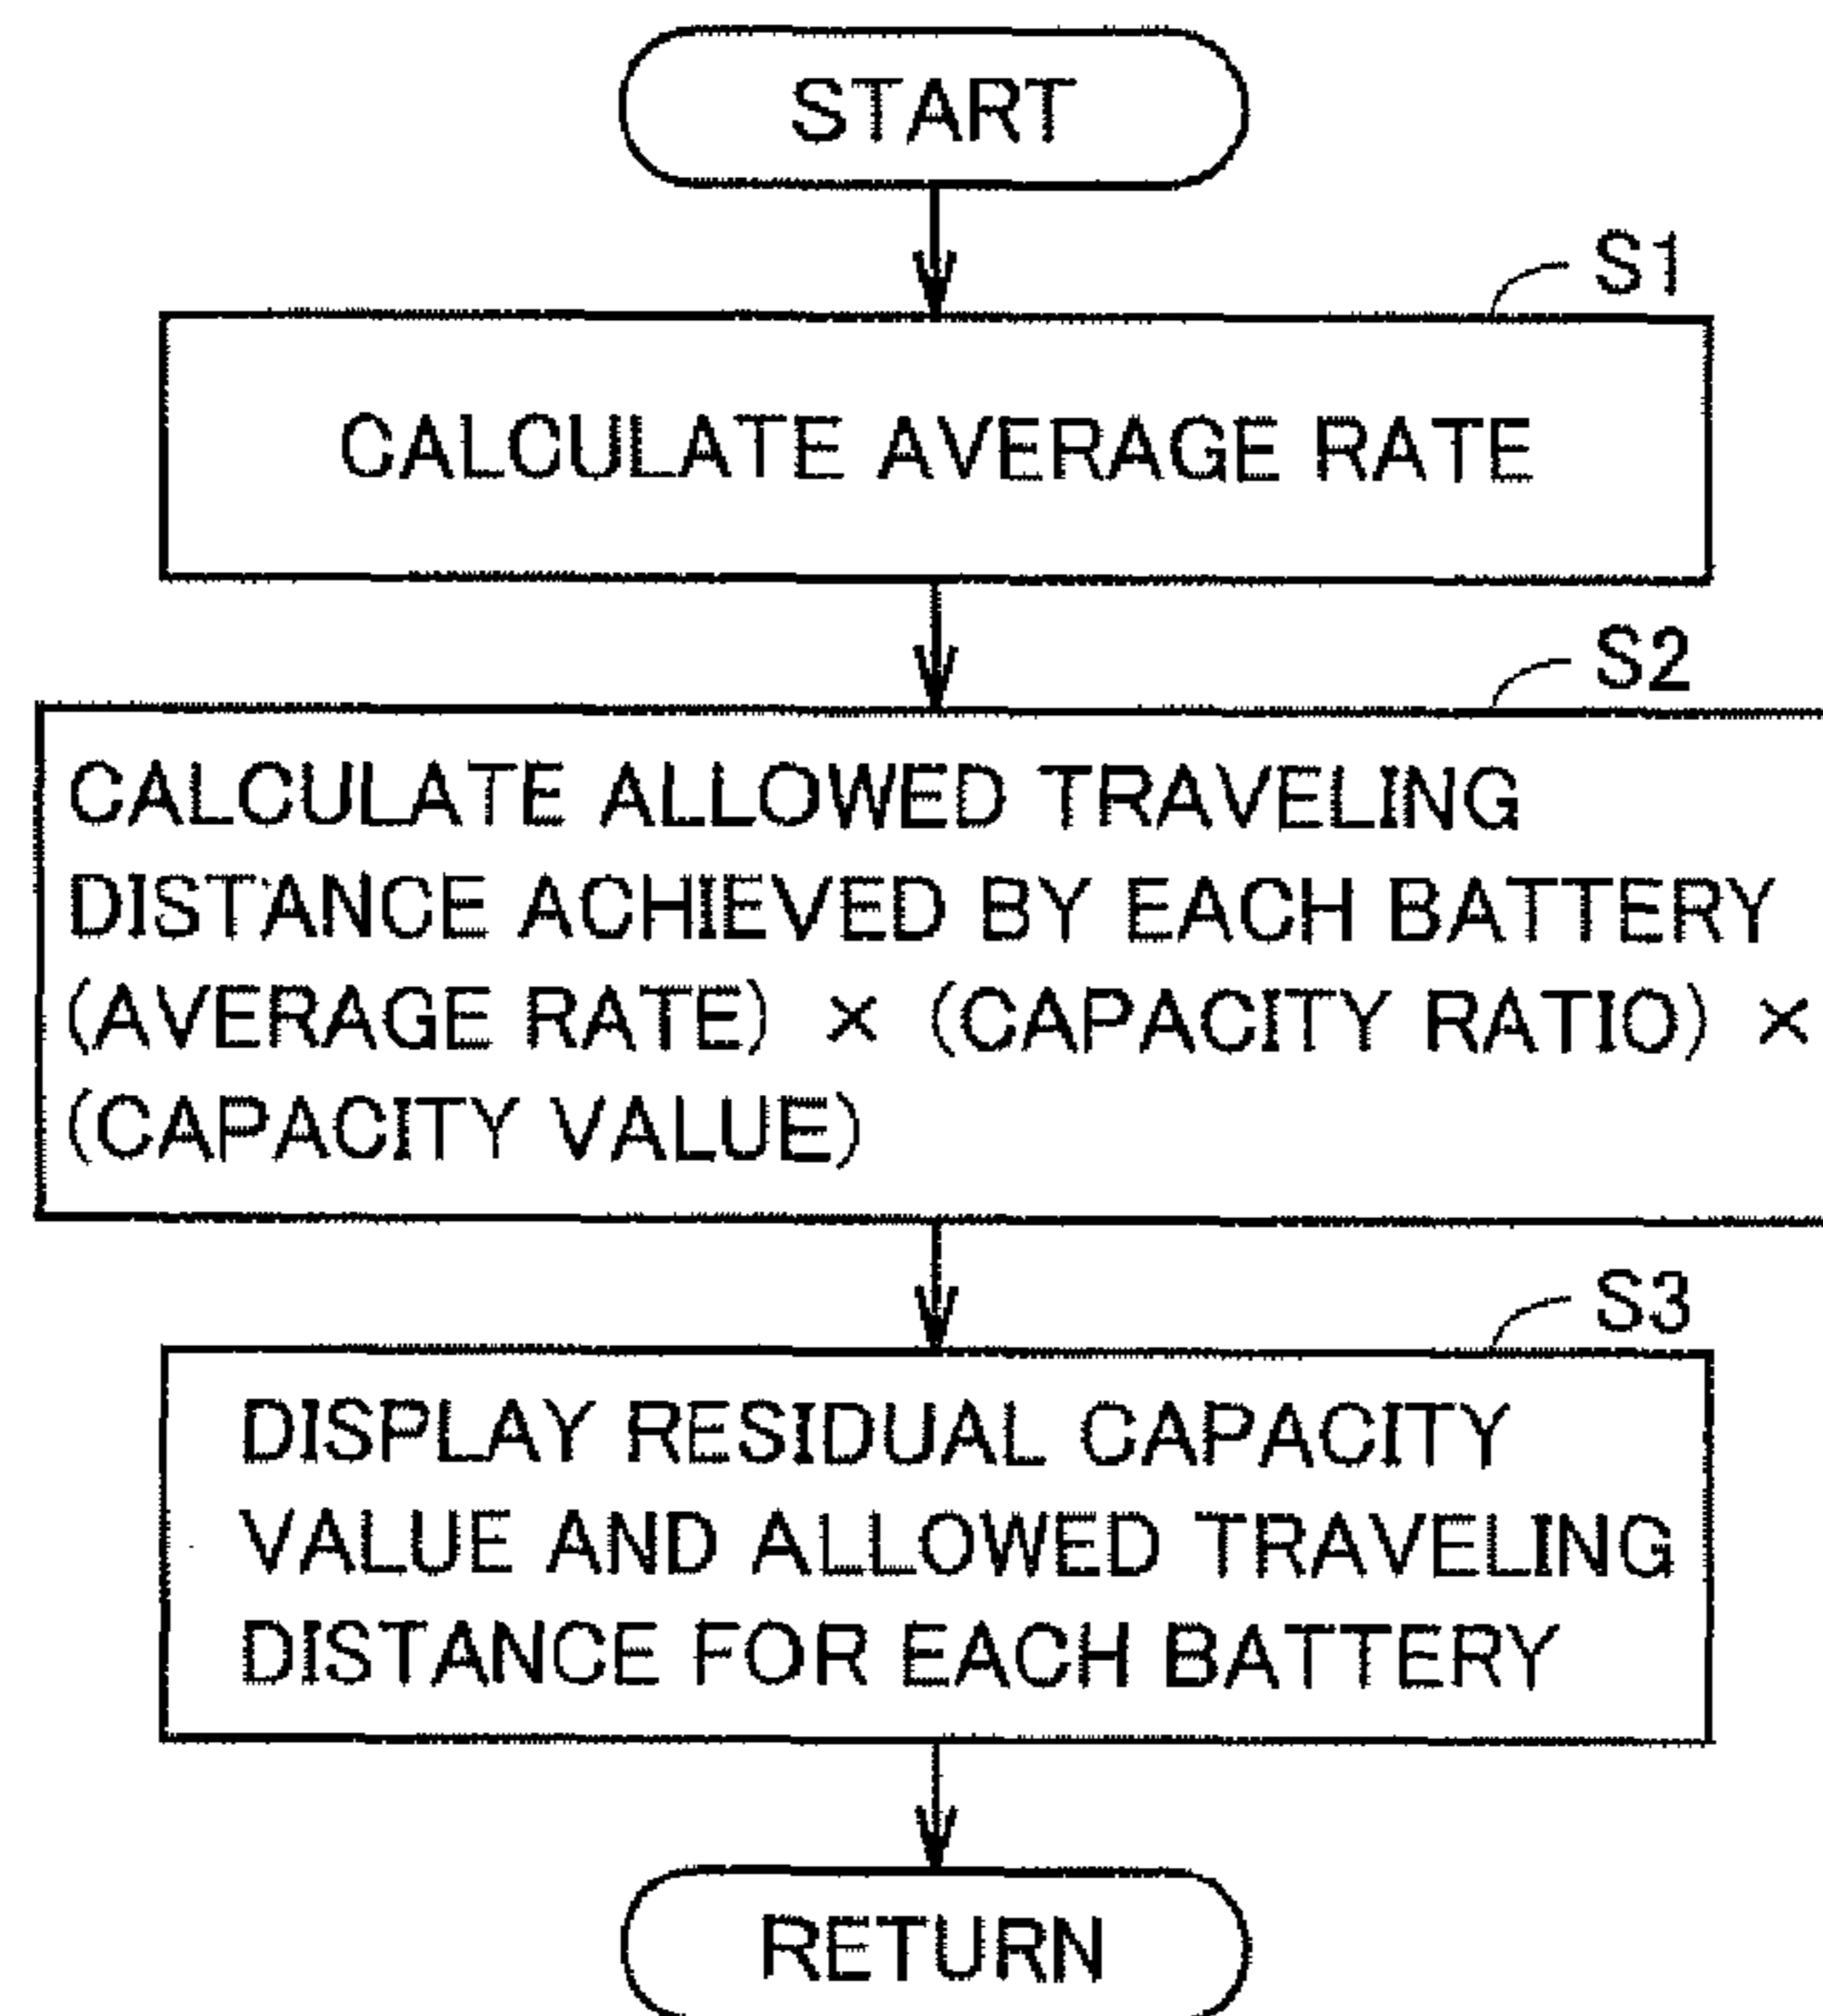 START
S1
CALCULATE AVERAGE RATE
S2
CALCULATE ALLOWED TRAVELING
DISTANCE ACHIEVED BY EACH BATTERY
(AVERAGE RATE) × (CAPACITY RATIO) ×
(CAPACITY VALUE)
S3
DISPLAY RESIDUAL CAPACITY
VALUE AND ALLOWED TRAVELING
DISTANCE FOR EACH BATTERY
RETURN